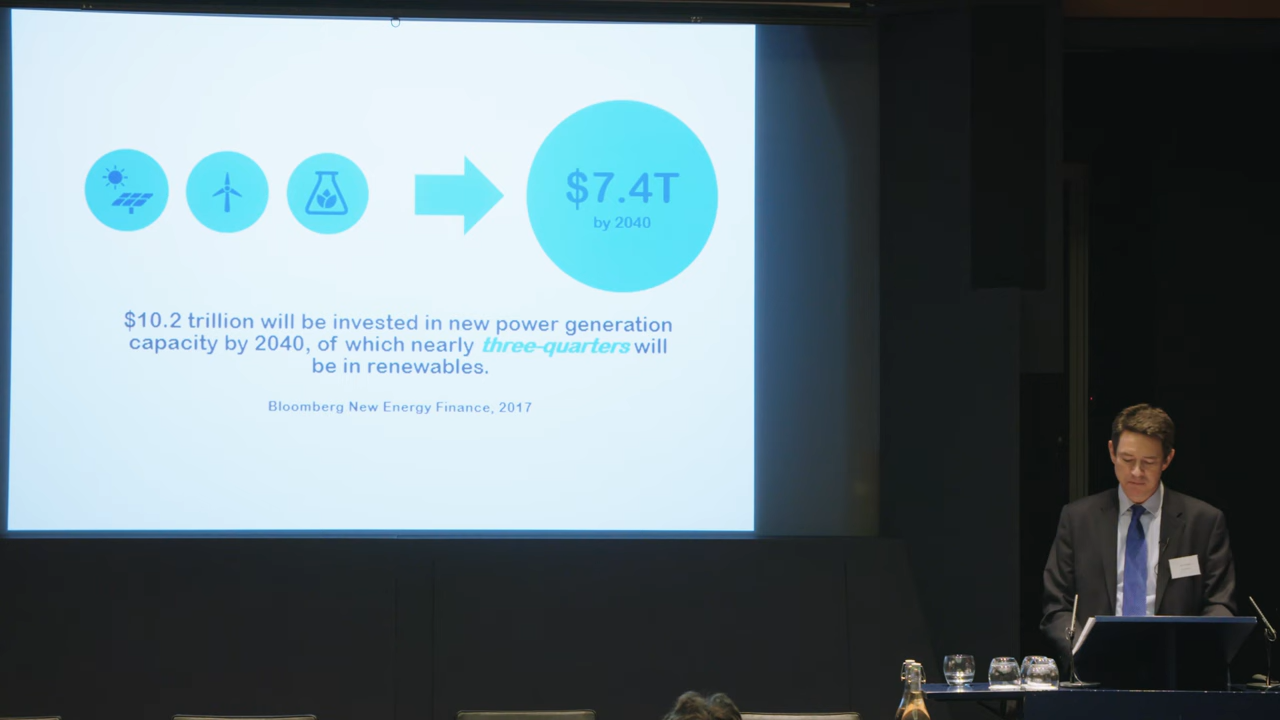 $7.4T
by 2040
$10.2 trillion will be invested in new power generation
capacity by 2040, of which nearly three-quarters will
be in renewables.
Bloomberg New Energy Finance, 2017